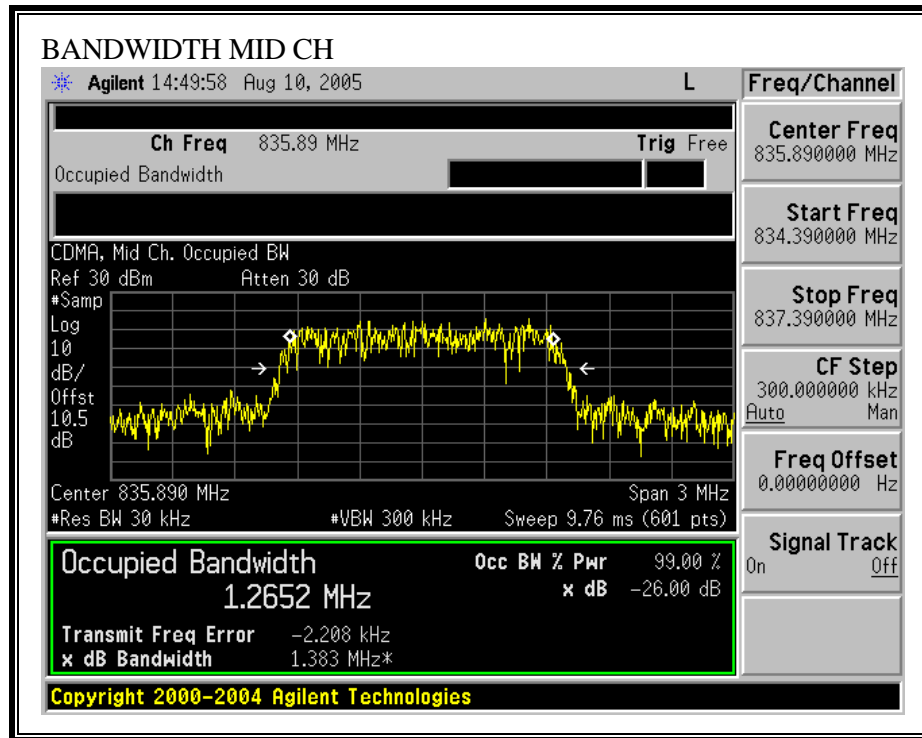 BANDWIDTH MID CH
Agilent 14:49:58 Aug 10, 2005 L
Freq/Channel
Ch Freq 835.89 MHz Trig Free
Occupied Bandwidth
Center Freq
835.890000 MHz
Start Freq
834.390000 MHz
Stop Freq
837.390000 MHz
CF Step
300.000000 kHz
Auto Man
Freq Offset
0.00000000 Hz
Signal Track
On Off
CDMA, Mid Ch. Occupied BW
Ref 30 dBm Atten 30 dB
#Samp
Log
10
dB/
Offst
10.5
dB
Center 835.890 MHz Span 3 MHz
#Res BW 30 kHz #VBW 300 kHz Sweep 9.76 ms (601 pts)
Occupied Bandwidth Occ BW % Pwr 99.00 %
1.2652 MHz x dB -26.00 dB
Transmit Freq Error -2.208 kHz
x dB Bandwidth 1.383 MHz*
Copyright 2000-2004 Agilent Technologies